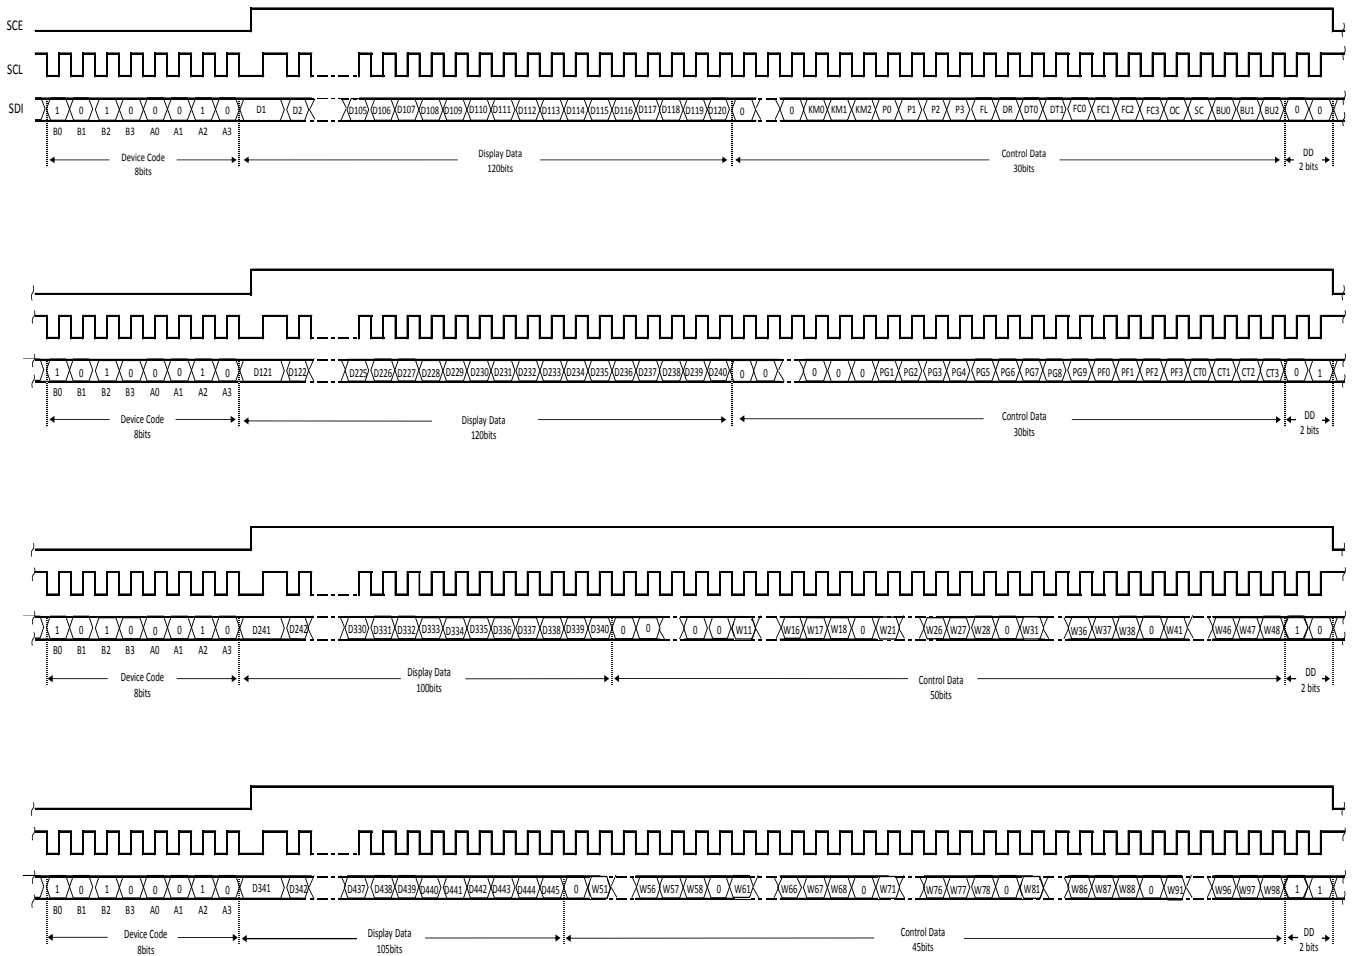 SCE
SCL
SDI 1 0 1 0 0 0 1 0 D1 D2 D105 D106 D107 D108 D109 D110 D111 D112 D113 D114 D115 D116 D117 D118 D119 D120 0 0 KM0 KM1 KM2 P0 P1 P2 P3 FL DR DT0 DT1 FC0 FC1 FC2 FC3 OC SC BU0 BU1 BU2 0 0
B0 B1 B2 B3 A0 A1 A2 A3
Device Code Display Data Control Data DD
8bits 120bits 30bits 2 bits
1 0 1 0 0 0 1 0 D121 D122 D225 D226 D227 D228 D229 D230 D231 D232 D233 D234 D235 D236 D237 D238 D239 D240 0 0 0 0 0 PG1 PG2 PG3 PG4 PG5 PG6 PG7 PG8 PG9 PF0 PF1 PF2 PF3 CT0 CT1 CT2 CT3 0 1
B0 B1 B2 B3 A0 A1 A2 A3
Device Code Display Data Control Data DD
8bits 120bits 30bits 2 bits
1 0 1 0 0 0 1 0 D241 D242 D330 D331 D332 D333 D334 D335 D336 D337 D338 D339 D340 0 0 0 0 W11 W16 W17 W18 0 W21 W26 W27 W28 0 W31 W36 W37 W38 0 W41 W46 W47 W48 1 0
B0 B1 B2 B3 A0 A1 A2 A3
Device Code Display Data Control Data DD
8bits 100bits 50bits 2 bits
1 0 1 0 0 0 1 0 D341 D342 D437 D438 D439 D440 D441 D442 D443 D444 D445 0 W51 W56 W57 W58 0 W61 W66 W67 W68 0 W71 W76 W77 W78 0 W81 W86 W87 W88 0 W91 W96 W97 W98 1 1
B0 B1 B2 B3 A0 A1 A2 A3
Device Code Display Data Control Data DD
8bits 105bits 45bits 2 bits